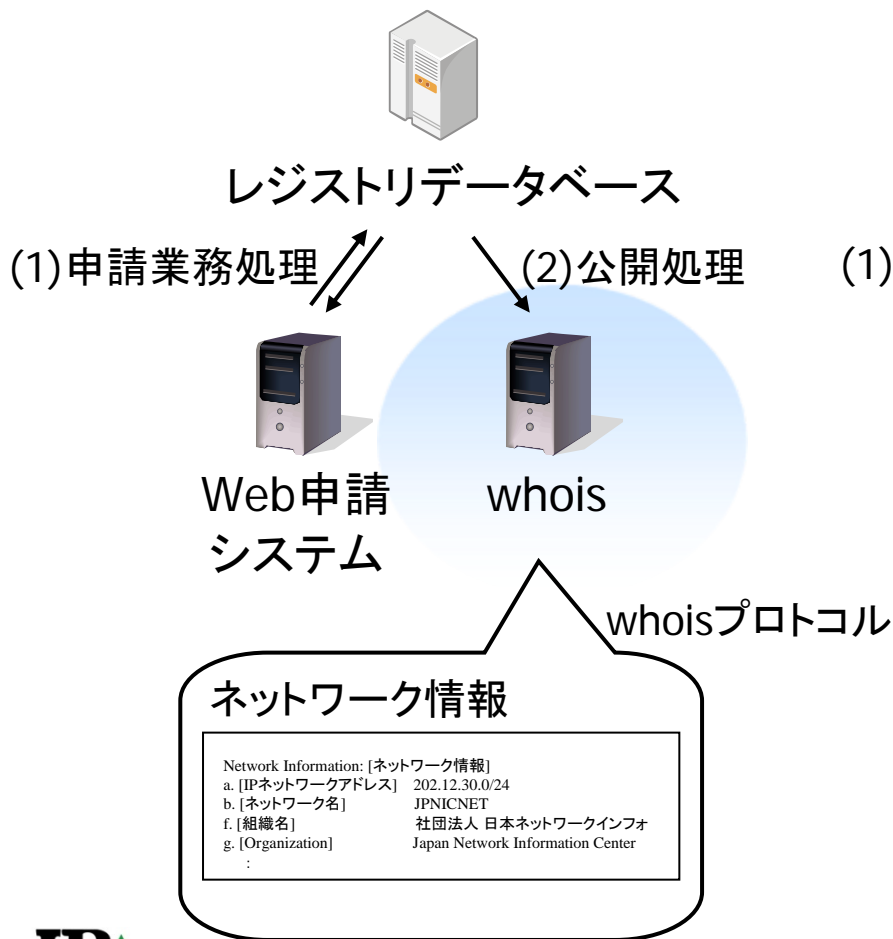 レジストリデータベース
(1)申請業務処理
(2)公開処理
(1)
Web申請
システム
whois
whoisプロトコル
ネットワーク情報
Network Information: [ネットワーク情報]
a. [IPネットワークアドレス] 202.12.30.0/24
b. [ネットワーク名] JPNICNET
f. [組織名] 社団法人 日本ネットワークインフォ
g. [Organization] Japan Network Information Center
: